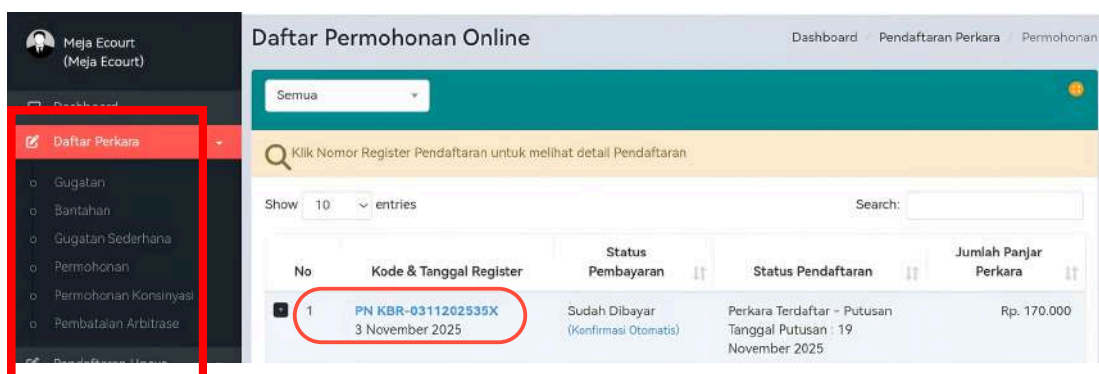 Meja Ecourt
(Meja Ecourt)
Dashboard
Daftar Perkara
Gugatan
Bantahan
Gugatan Sederhana
Permohonan
Permohonan Konsinyasi
Pembatalan Arbitrase
Daftar Permohonan Online
Dashboard / Pendaftaran Perkara / Permohonan
Semua
Klik Nomor Register Pendaftaran untuk melihat detail Pendaftaran
Show 10 entries
Search:
No
Kode & Tanggal Register
Status
Pembayaran
Status Pendaftaran
Jumlah Panjar
Perkara
1
PN KBR-0311202535X
3 November 2025
Sudah Dibayar
(Konfirmasi Otomatis)
Perkara Terdaftar - Putusan
Tanggal Putusan : 19
November 2025
Rp. 170.000